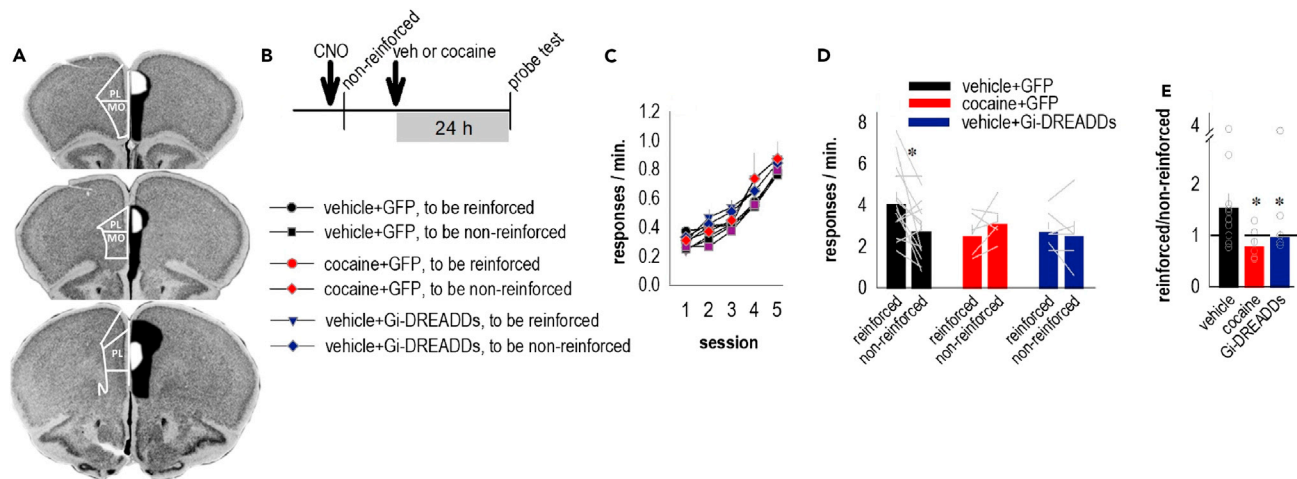 A
PL
MO
PL
MO
PL
B
CNO
non-reinforced
veh or cocaine
probe test
24 h
vehicle+GFP, to be reinforced
vehicle+GFP, to be non-reinforced
cocaine+GFP, to be reinforced
cocaine+GFP, to be non-reinforced
vehicle+Gi-DREADDs, to be reinforced
vehicle+Gi-DREADDs, to be non-reinforced
C
responses / min.
1.2
1.0
0.8
0.6
0.4
0.2
0.0
1 2 3 4 5
session
D
vehicle+GFP
cocaine+GFP
vehicle+Gi-DREADDs
responses / min.
8
6
4
2
0
*
reinforced
non-reinforced
reinforced
non-reinforced
reinforced
non-reinforced
E
reinforced/non-reinforced
4
2
1
0
* *
vehicle
cocaine
Gi-DREADDs